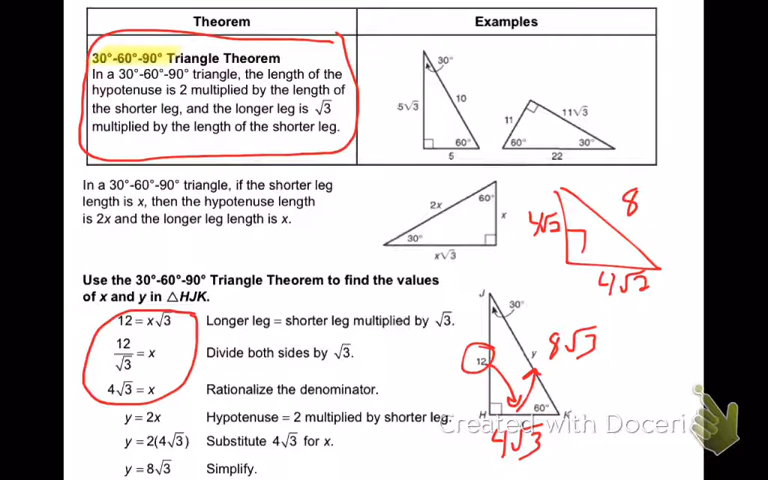 Theorem
Examples
30°-60°-90° Triangle Theorem
In a 30°-60°-90° triangle, the length of the
hypotenuse is 2 multiplied by the length of
the shorter leg, and the longer leg is √3
multiplied by the length of the shorter leg.
30°
5√3
10
60°
5
11
11√3
60°
30°
22
In a 30°-60°-90° triangle, if the shorter leg
length is x, then the hypotenuse length
is 2x and the longer leg length is x.
2x
60°
x
30°
x√3
8
4√2
4√2
Use the 30°-60°-90° Triangle Theorem to find the values
of x and y in △HJK.
12 = x√3 Longer leg = shorter leg multiplied by √3.
12/√3 = x Divide both sides by √3.
4√3 = x Rationalize the denominator.
y = 2x Hypotenuse = 2 multiplied by shorter leg.
y = 2(4√3) Substitute 4√3 for x.
y = 8√3 Simplify.
J
30°
12
y
8√3
H
60°
K
4√3
Created with Doceri